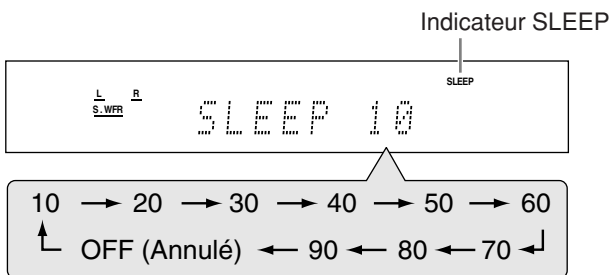 Indicateur SLEEP
SLEEP
L R
S.WFR
SLEEP 10
10 → 20 → 30 → 40 → 50 → 60
OFF (Annulé) ← 90 ← 80 ← 70